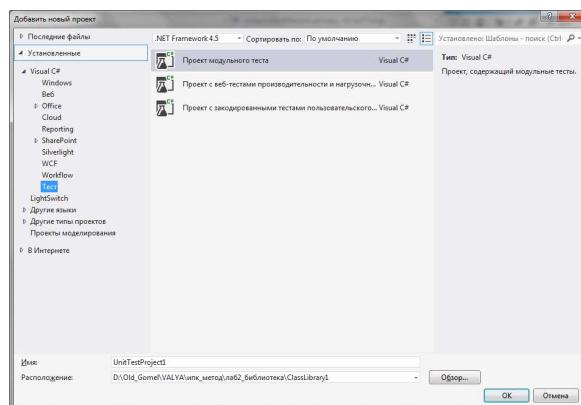 Добавить новый проект
Последние файлы
.NET Framework 4.5
Сортировать по: По умолчанию
Установлено: Шаблоны - поиск (Ctrl
Установленные
Visual C#
Windows
Веб
Office
Cloud
Reporting
SharePoint
Silverlight
WCF
Workflow
Тест
LightSwitch
Другие языки
Другие типы проектов
Проекты моделирования
В Интернете
Проект модульного теста Visual C#
Проект с веб-тестами производительности и нагрузочн... Visual C#
Проект с закодированными тестами пользовательского... Visual C#
Тип: Visual C#
Проект, содержащий модульные тесты.
Имя: UnitTestProject1
Расположение: D:\Old_Gomel\VALYA\ипк_метод\лаб2_библиотека\ClassLibrary1
Обзор...
ОК
Отмена